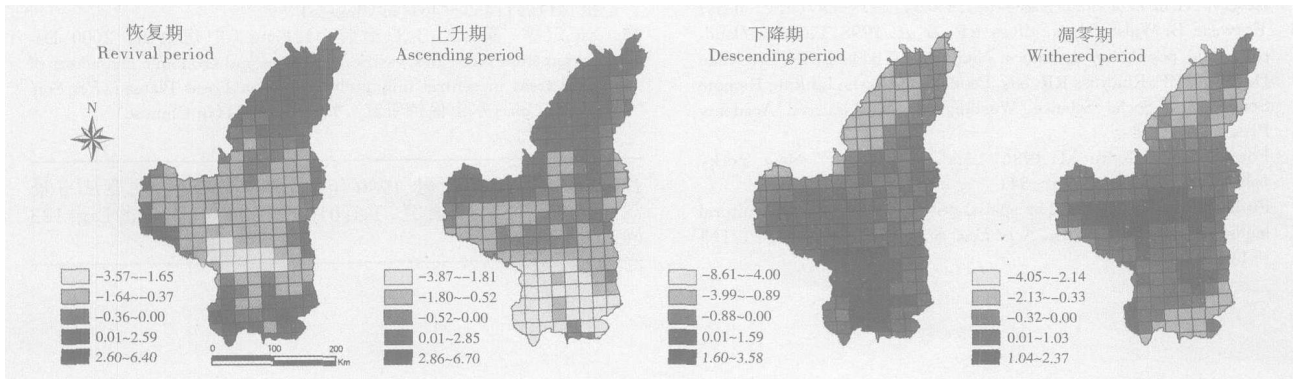 恢复期
Revival period
上升期
Ascending period
下降期
Descending period
凋零期
Withered period
N
-3.57~-1.65
-1.64~-0.37
-0.36~0.00
0.01~2.59
2.60~6.40
0 100 200
Km
-3.87~-1.81
-1.80~-0.52
-0.52~0.00
0.01~2.85
2.86~6.70
-8.61~-4.00
-3.99~-0.89
-0.88~0.00
0.01~1.59
1.60~3.58
-4.05~-2.14
-2.13~-0.33
-0.32~0.00
0.01~1.03
1.04~2.37